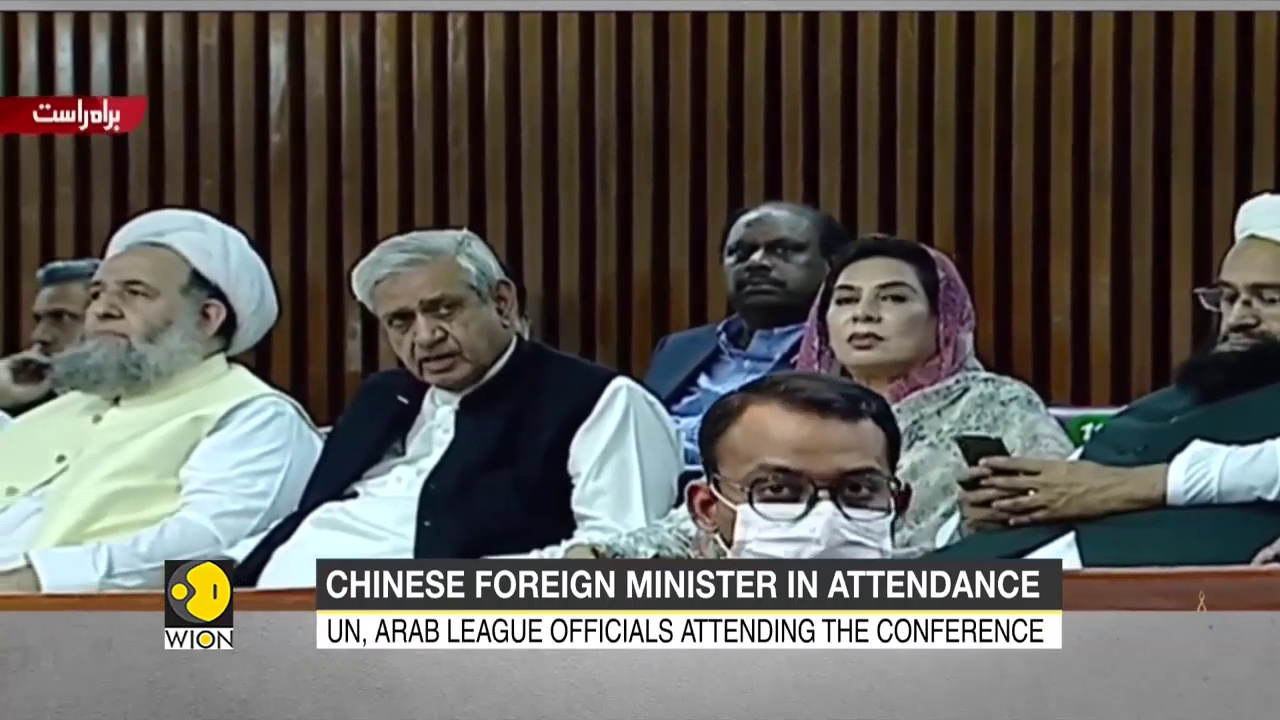 براہ راست
CHINESE FOREIGN MINISTER IN ATTENDANCE
WION
UN, ARAB LEAGUE OFFICIALS ATTENDING THE CONFERENCE